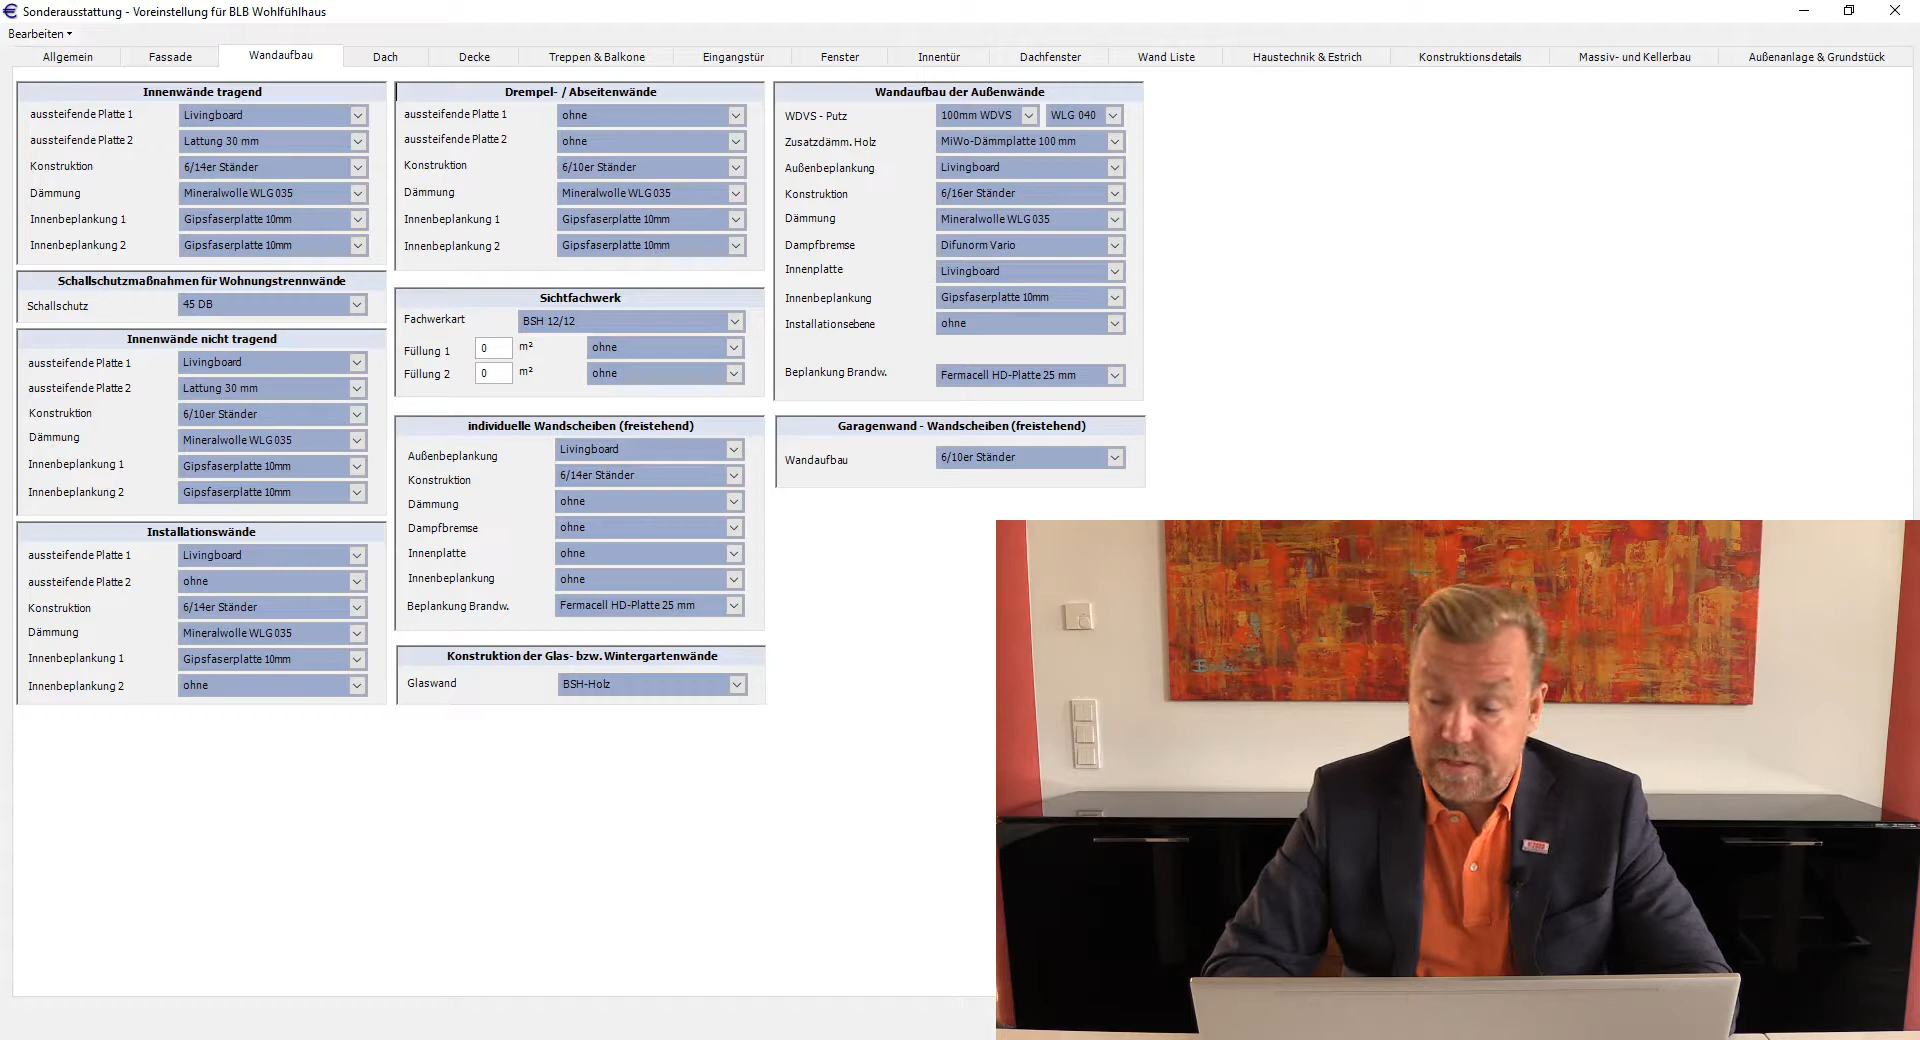 Sonderausstattung - Voreinstellung für BLB Wohlfühlhaus
Bearbeiten
Allgemein Fassade Wandaufbau Dach Decke Treppen & Balkone Eingangstür Fenster Innentür Dachfenster Wand Liste Haustechnik & Estrich Konstruktionsdetails Massiv- und Kellerbau Außenanlage & Grundstück
Innenwände tragend
aussteifende Platte 1 Livingboard
aussteifende Platte 2 Lattung 30 mm
Konstruktion 6/14er Ständer
Dämmung Mineralwolle WLG 035
Innenbeplankung 1 Gipsfaserplatte 10mm
Innenbeplankung 2 Gipsfaserplatte 10mm
Schallschutzmaßnahmen für Wohnungstrennwände
Schallschutz 45 DB
Innenwände nicht tragend
aussteifende Platte 1 Livingboard
aussteifende Platte 2 Lattung 30 mm
Konstruktion 6/10er Ständer
Dämmung Mineralwolle WLG 035
Innenbeplankung 1 Gipsfaserplatte 10mm
Innenbeplankung 2 Gipsfaserplatte 10mm
Installationswände
aussteifende Platte 1 Livingboard
aussteifende Platte 2 ohne
Konstruktion 6/14er Ständer
Dämmung Mineralwolle WLG 035
Innenbeplankung 1 Gipsfaserplatte 10mm
Innenbeplankung 2 ohne
Drempel- / Abseitenwände
aussteifende Platte 1 ohne
aussteifende Platte 2 ohne
Konstruktion 6/10er Ständer
Dämmung Mineralwolle WLG 035
Innenbeplankung 1 Gipsfaserplatte 10mm
Innenbeplankung 2 Gipsfaserplatte 10mm
Sichtfachwerk
Fachwerkart BSH 12/12
Füllung 1 0 m² ohne
Füllung 2 0 m² ohne
individuelle Wandscheiben (freistehend)
Außenbeplankung Livingboard
Konstruktion 6/14er Ständer
Dämmung ohne
Dampfbremse ohne
Innenplatte ohne
Innenbeplankung ohne
Beplankung Brandw. Fermacell HD-Platte 25 mm
Konstruktion der Glas- bzw. Wintergartenwände
Glaswand BSH-Holz
Wandaufbau der Außenwände
WDVS - Putz 100mm WDVS WLG 040
Zusatzdämm. Holz MiWo-Dämmplatte 100 mm
Außenbeplankung Livingboard
Konstruktion 6/16er Ständer
Dämmung Mineralwolle WLG 035
Dampfbremse Difunorm Vario
Innenplatte Livingboard
Innenbeplankung Gipsfaserplatte 10mm
Installationsebene ohne
Beplankung Brandw. Fermacell HD-Platte 25 mm
Garagenwand - Wandscheiben (freistehend)
Wandaufbau 6/10er Ständer